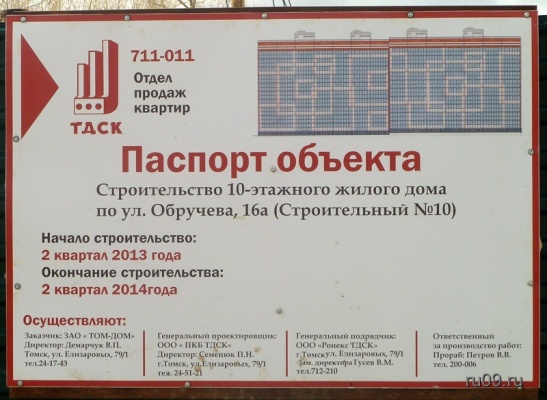 711-011
Отдел
продаж
квартир
ТДСК
Паспорт объекта
Строительство 10-этажного жилого дома
по ул. Обручева, 16а (Строительный №10)
Начало строительство:
2 квартал 2013 года
Окончание строительства:
2 квартал 2014года
Осуществляют:
Заказчик: ЗАО « ТОМ-ДОМ»
Директор: Демарчук В.П.
Томск, ул. Елизаровых, 79/1
тел.24-17-43
Генеральный проектировщик:
ООО « ПКБ ТДСК»
Директор: Семенюк П.Н.
г.Томск, ул.Елизаровых, 79/1
тел. 24-51-21
Генеральный подрядчик:
ООО «Ронекс ТДСК»
г.Томск,ул. Елизаровых, 79/1
Зам. директора Гусев В.М.
тел.712-210
Ответственный
за производство работ:
Прораб: Петров В.В.
тел. 200-006
ru09.ru